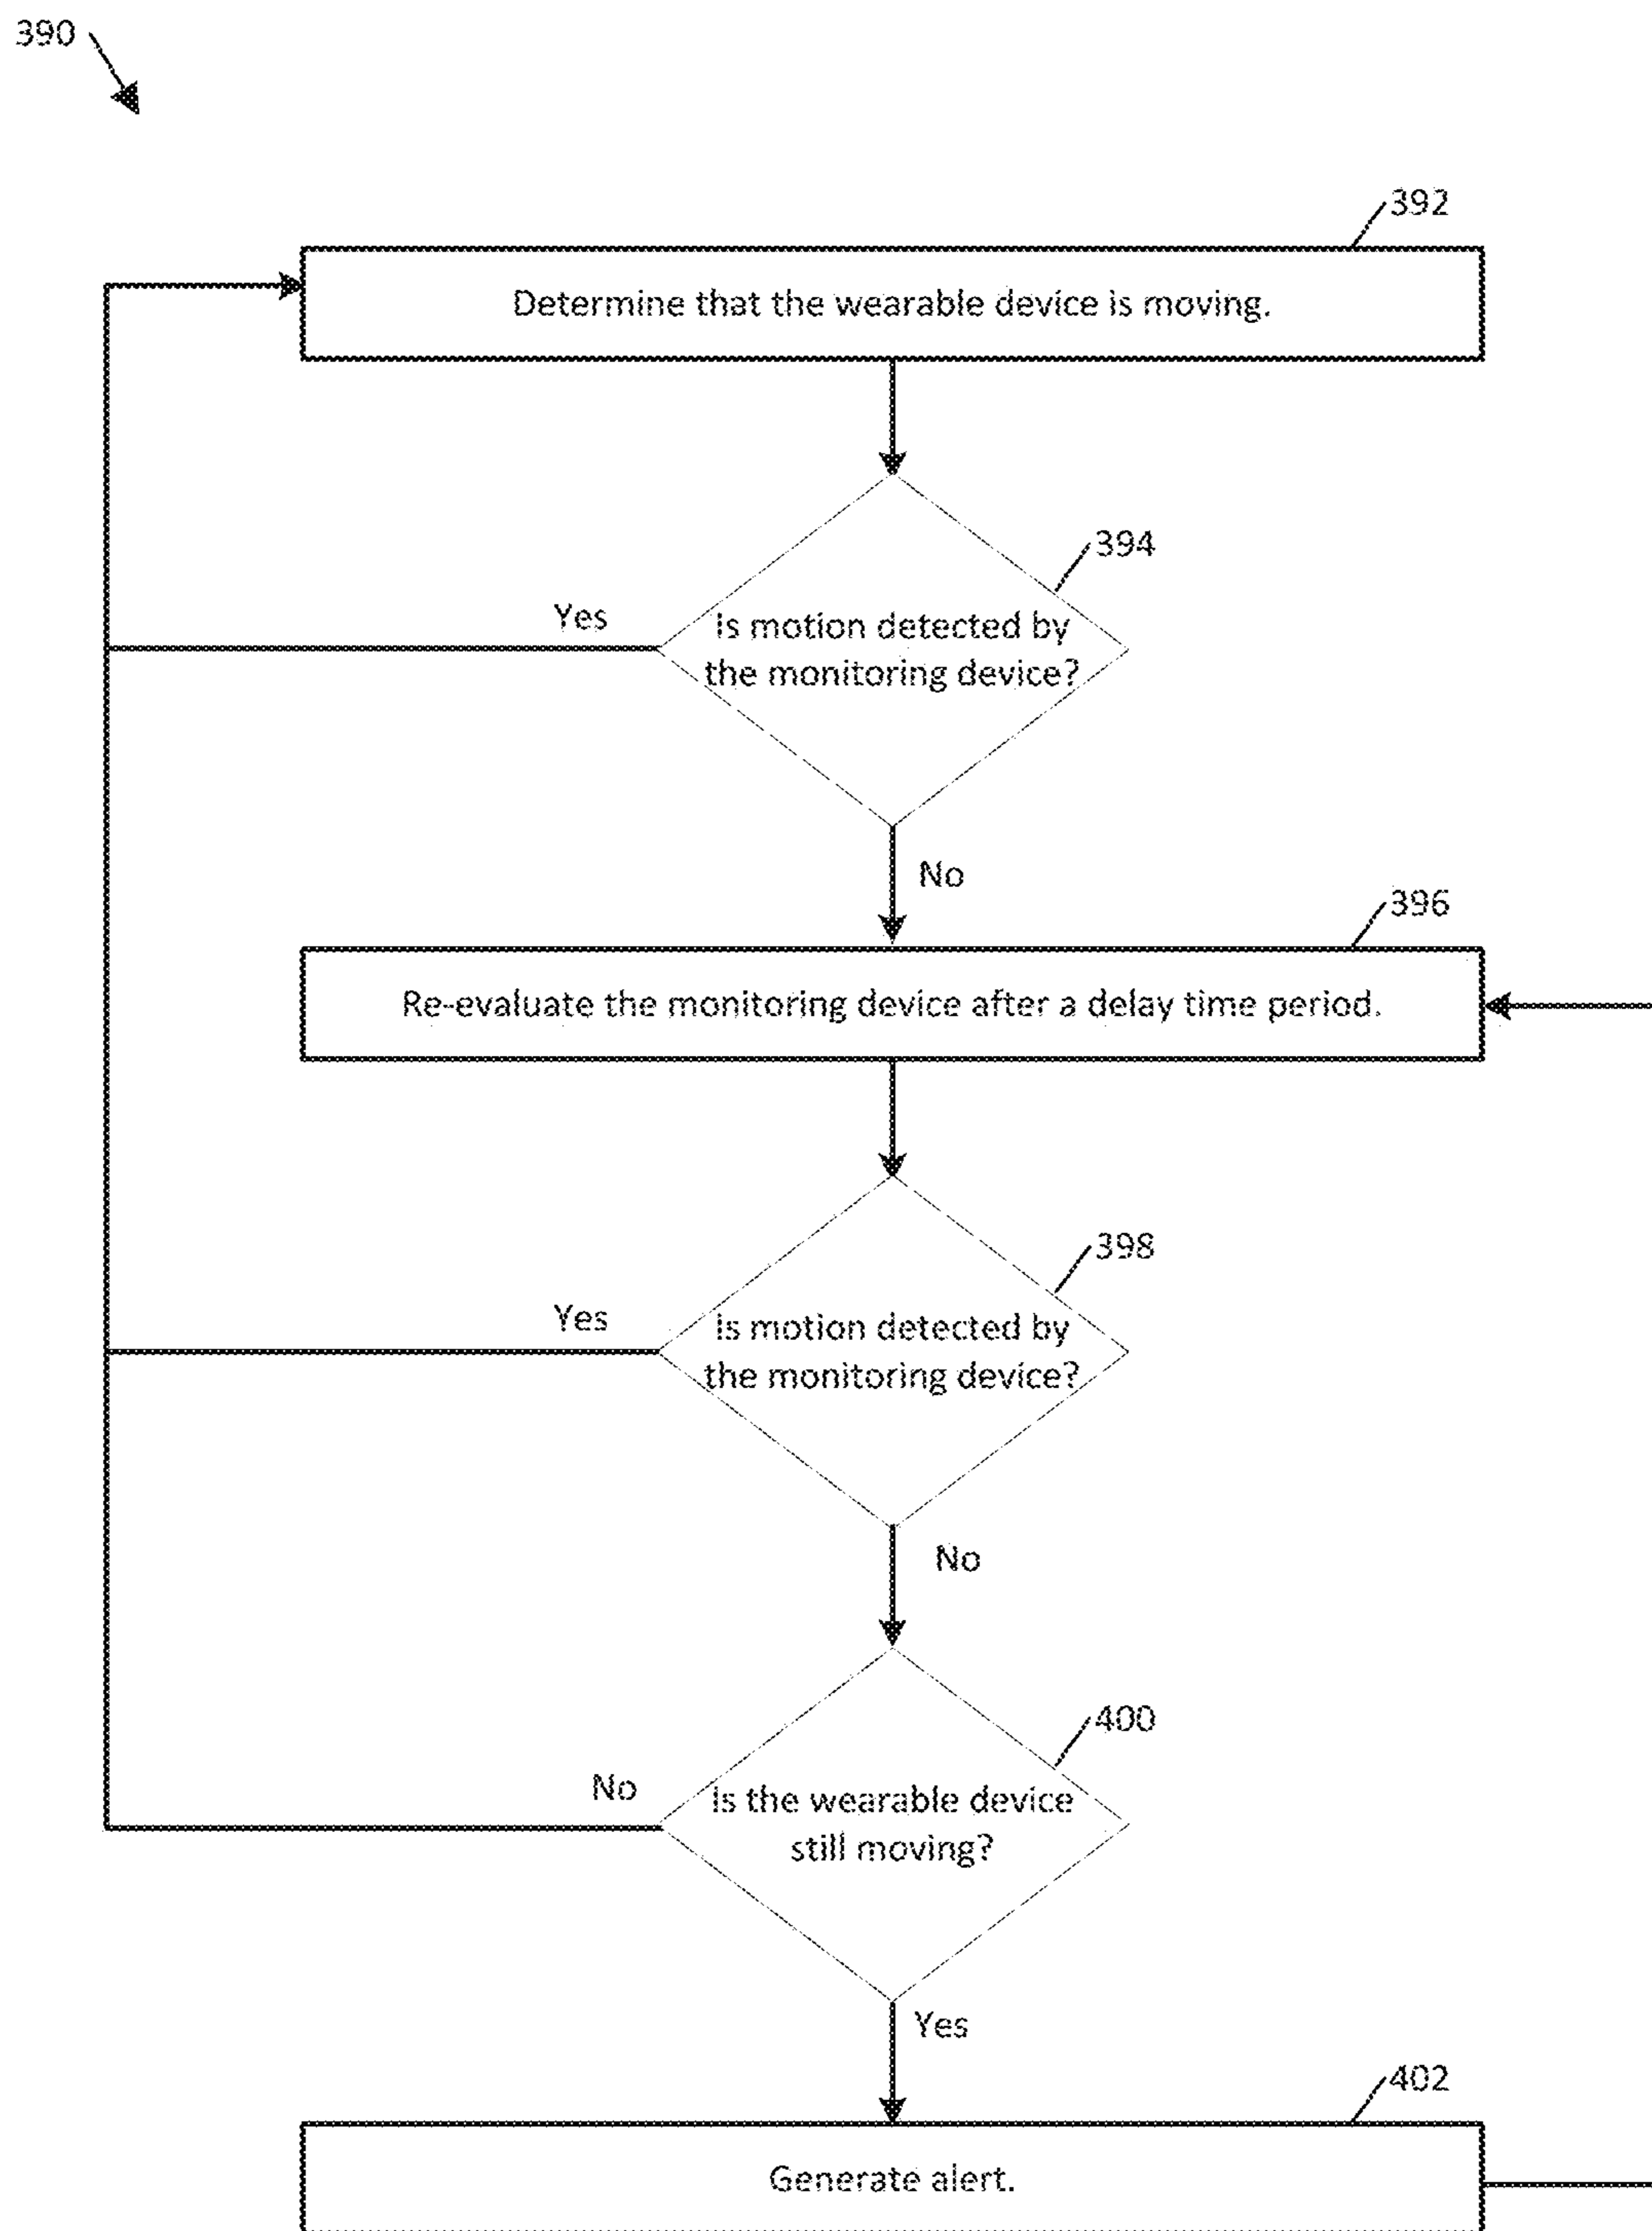 390
392
Determine that the wearable device is moving.
394
Yes
Is motion detected by
the monitoring device?
No
396
Re-evaluate the monitoring device after a delay time period.
398
Yes
Is motion detected by
the monitoring device?
No
400
No
Is the wearable device
still moving?
Yes
402
Generate alert.